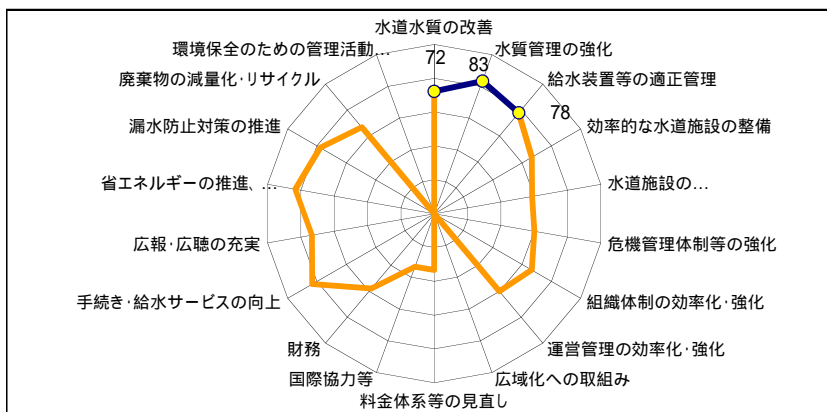 水道水質の改善
環境保全のための管理活動...
水質管理の強化
72
83
廃棄物の減量化･リサイクル
給水装置等の適正管理
78
漏水防止対策の推進
効率的な水道施設の整備
省エネルギーの推進、...
水道施設の...
広報･広聴の充実
危機管理体制等の強化
手続き･給水サービスの向上
組織体制の効率化･強化
財務
運営管理の効率化･強化
国際協力等
広域化への取組み
料金体系等の見直し